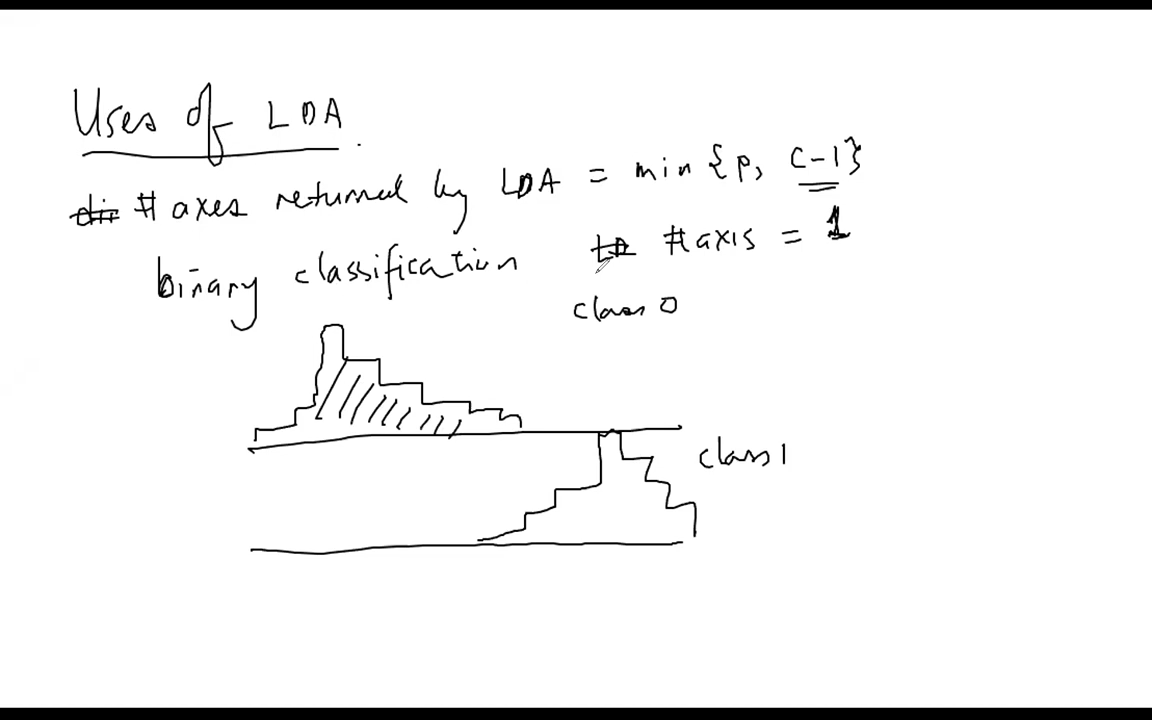 Uses of LDA
# axes returned by LDA = min {p, C-1}
binary classification # axis = 1
class 0
class 1